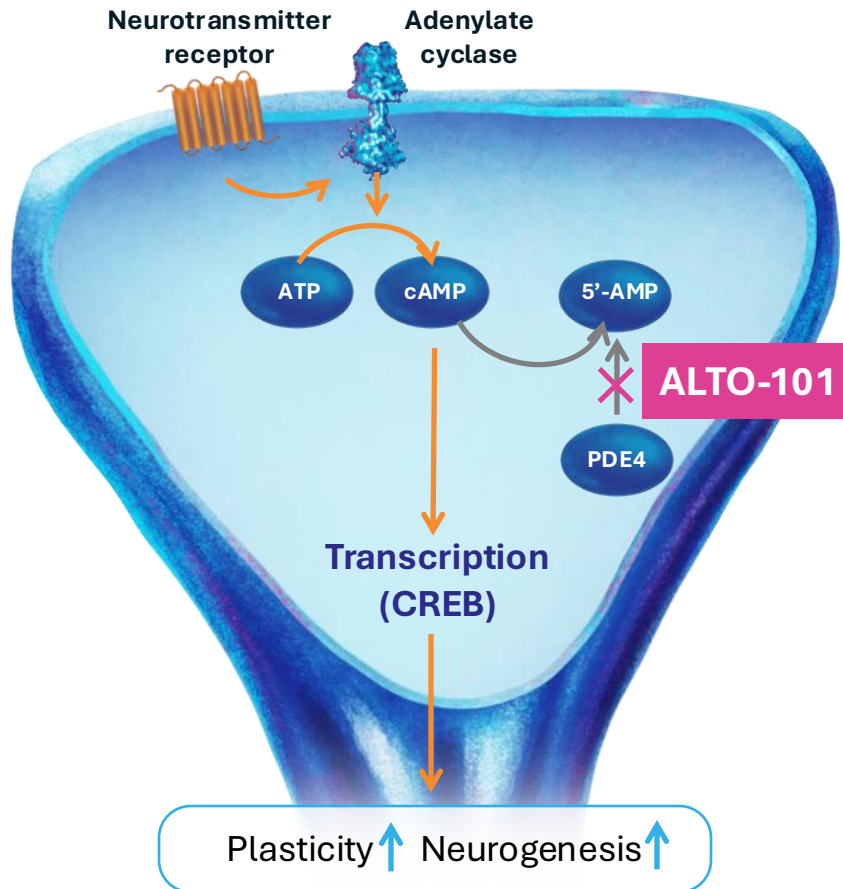 Neurotransmitter
receptor
Adenylate
cyclase
ATP
cAMP
5’-AMP
ALTO-101
PDE4
Transcription
(CREB)
Plasticity Neurogenesis